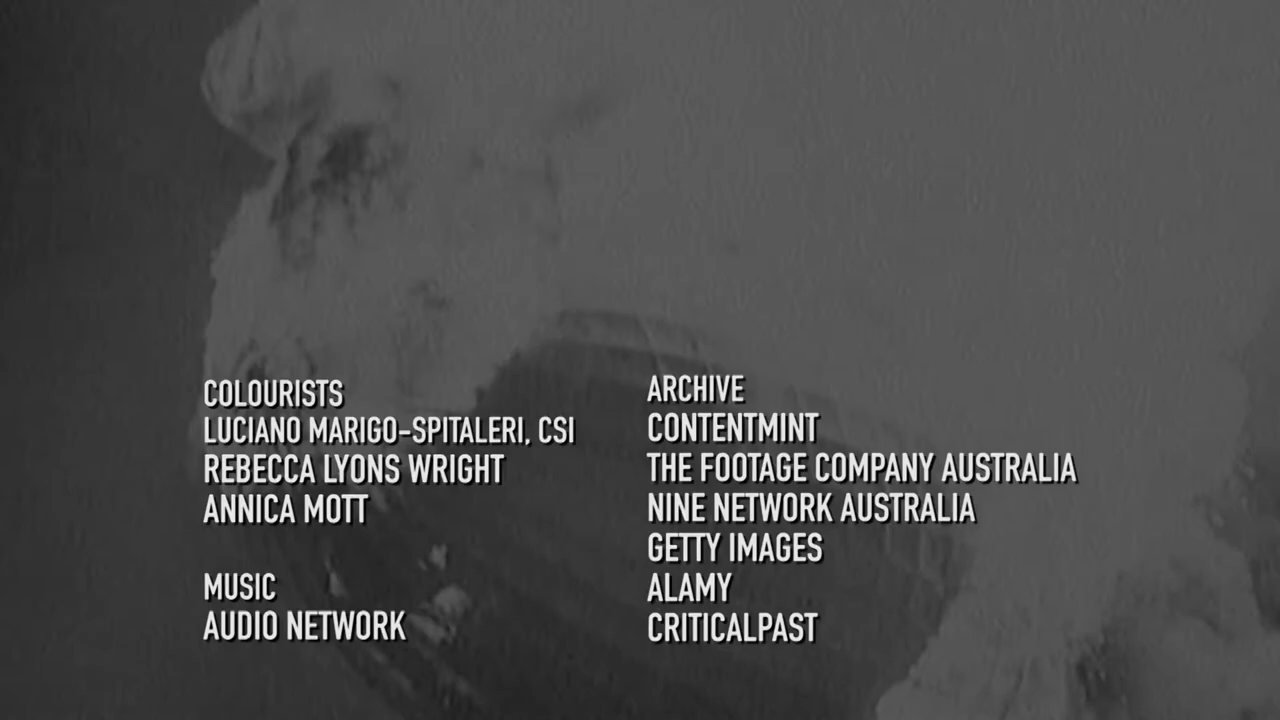 COLOURISTS
LUCIANO MARIGO-SPITALERI, CSI
REBECCA LYONS WRIGHT
ANNICA MOTT
MUSIC
AUDIO NETWORK
ARCHIVE
CONTENTMINT
THE FOOTAGE COMPANY AUSTRALIA
NINE NETWORK AUSTRALIA
GETTY IMAGES
ALAMY
CRITICALPAST